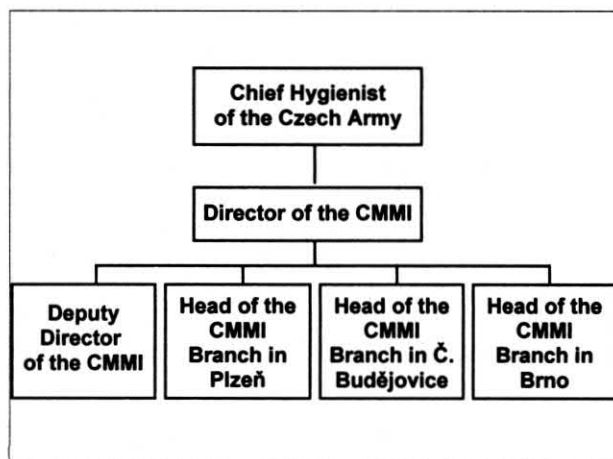 Chief Hygienist
of the Czech Army
Director of the CMMI
Deputy
Director
of the CMMI
Head of the
CMMI
Branch in
Plzeň
Head of the
CMMI
Branch in Č.
Budějovice
Head of the
CMMI
Branch in
Brno